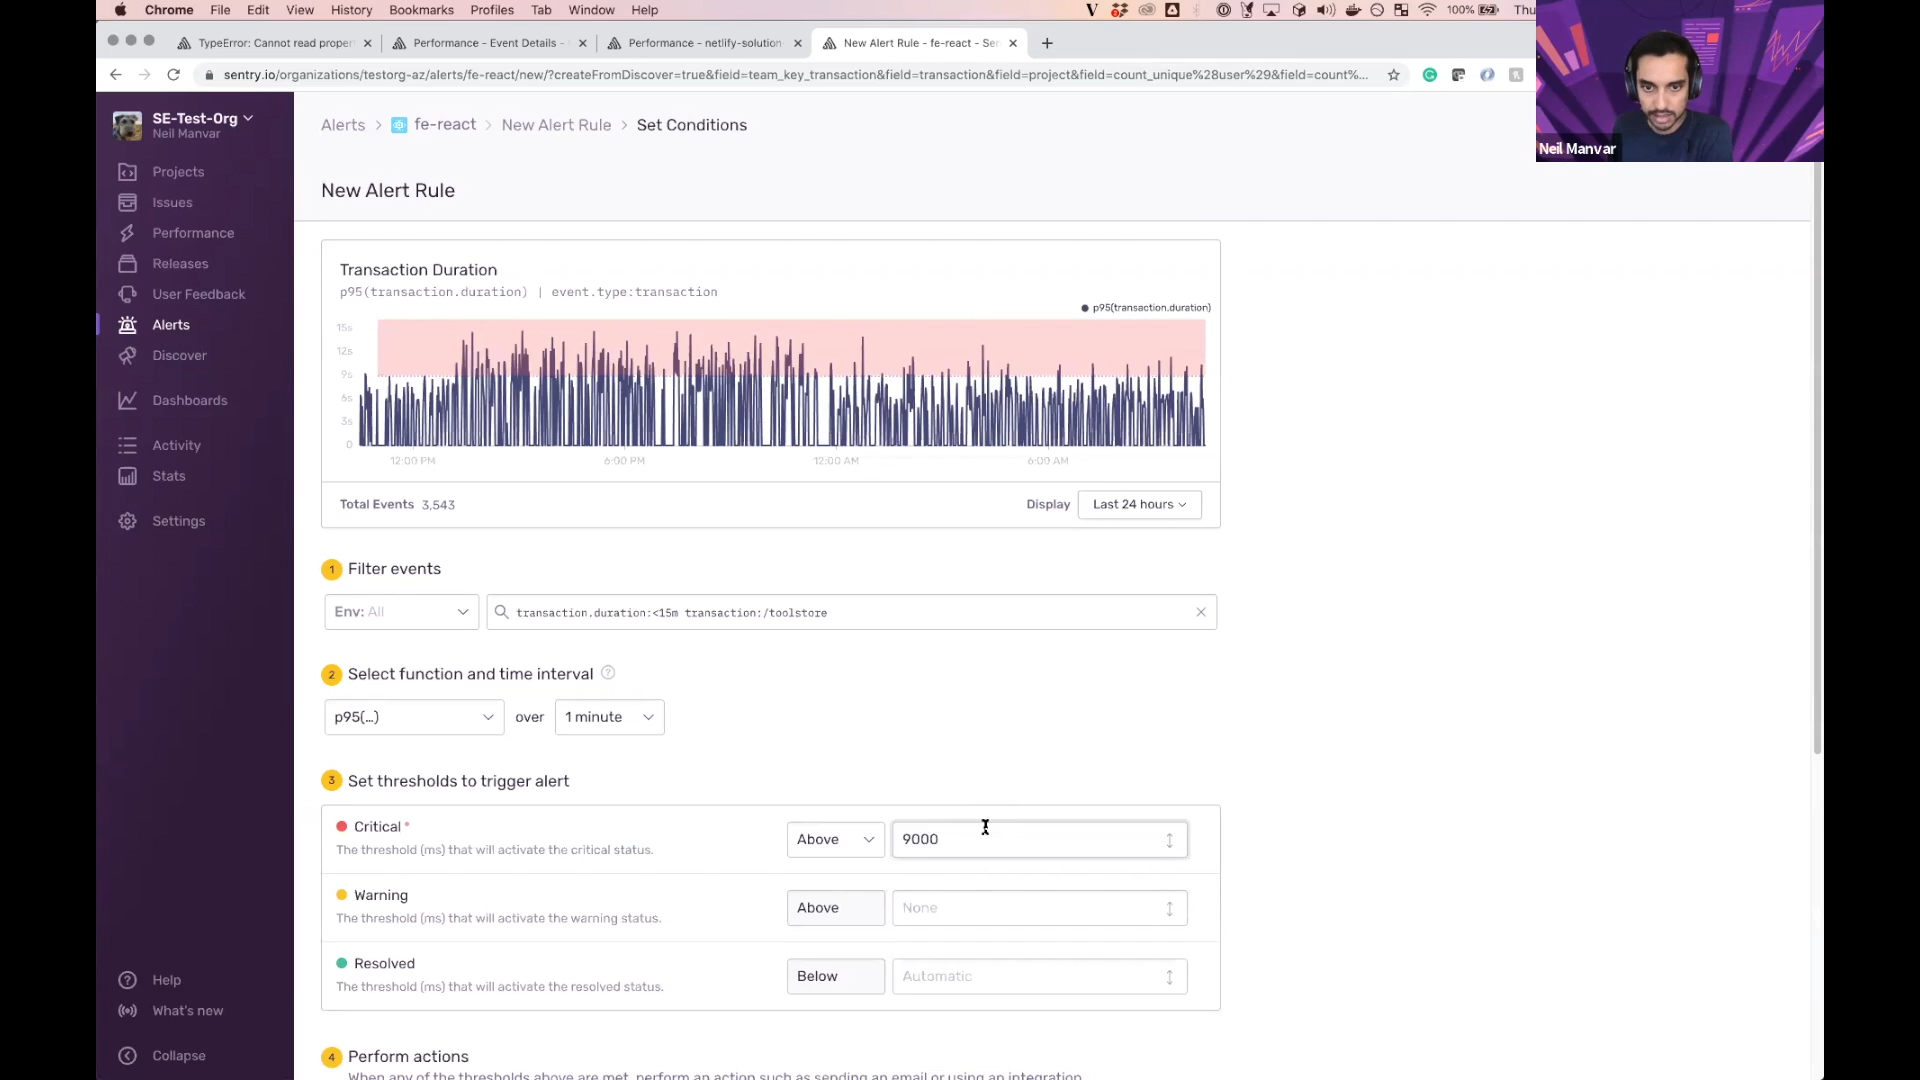 Chrome File Edit View History Bookmarks Profiles Tab Window Help
100%
Thu
TypeError: Cannot read proper
Performance - Event Details -
Performance - netlify-solution
New Alert Rule - fe-react - Sen
sentry.io/organizations/testorg-az/alerts/fe-react/new/?createFromDiscover=true&field=team_key_transaction&field=transaction&field=project&field=count_unique%28user%29&field=count%...
Neil Manvar
SE-Test-Org
Neil Manvar
Projects
Issues
Performance
Releases
User Feedback
Alerts
Discover
Dashboards
Activity
Stats
Settings
Help
What's new
Collapse
Alerts > fe-react > New Alert Rule > Set Conditions
New Alert Rule
Transaction Duration
p95(transaction.duration) | event.type:transaction
p95(transaction.duration)
15s
12s
9s
6s
3s
0
12:00 PM 6:00 PM 12:00 AM 6:00 AM
Total Events 3,543
Display Last 24 hours
1 Filter events
Env: All
transaction.duration:<15m transaction:/toolstore
2 Select function and time interval ?
p95(…) over 1 minute
3 Set thresholds to trigger alert
Critical *
The threshold (ms) that will activate the critical status.
Above 9000
Warning
The threshold (ms) that will activate the warning status.
Above None
Resolved
The threshold (ms) that will activate the resolved status.
Below Automatic
4 Perform actions
When any of the thresholds above are met, perform an action such as sending an email or using an integration.